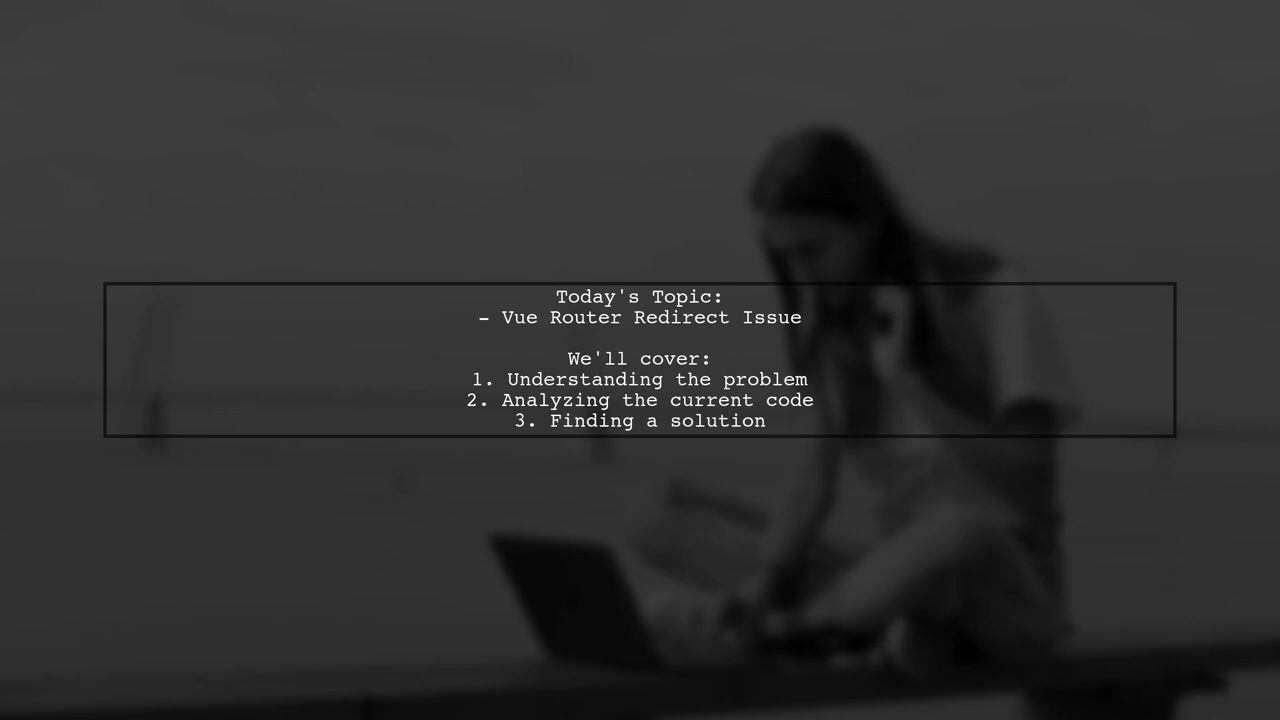 Today's Topic:
- Vue Router Redirect Issue
We'll cover:
1. Understanding the problem
2. Analyzing the current code
3. Finding a solution